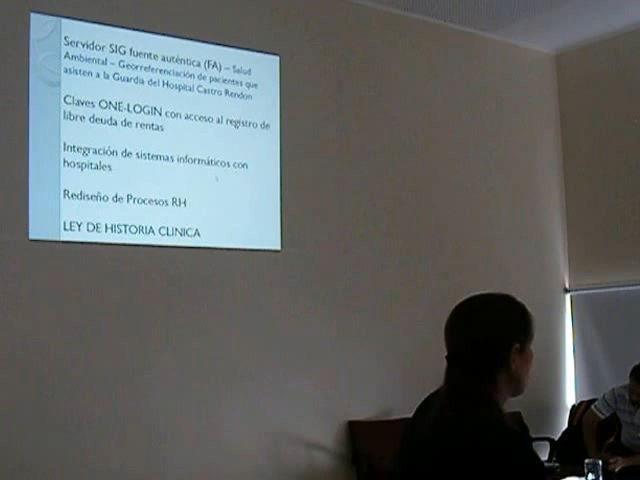 Servidor SIG fuente auténtica (FA) – Salud
Ambiental – Georreferenciación de pacientes que
asisten a la Guardia del Hospital Castro Rendon
Claves ONE-LOGIN con acceso al registro de
libre deuda de rentas
Integración de sistemas informáticos con
hospitales
Rediseño de Procesos RH
LEY DE HISTORIA CLINICA